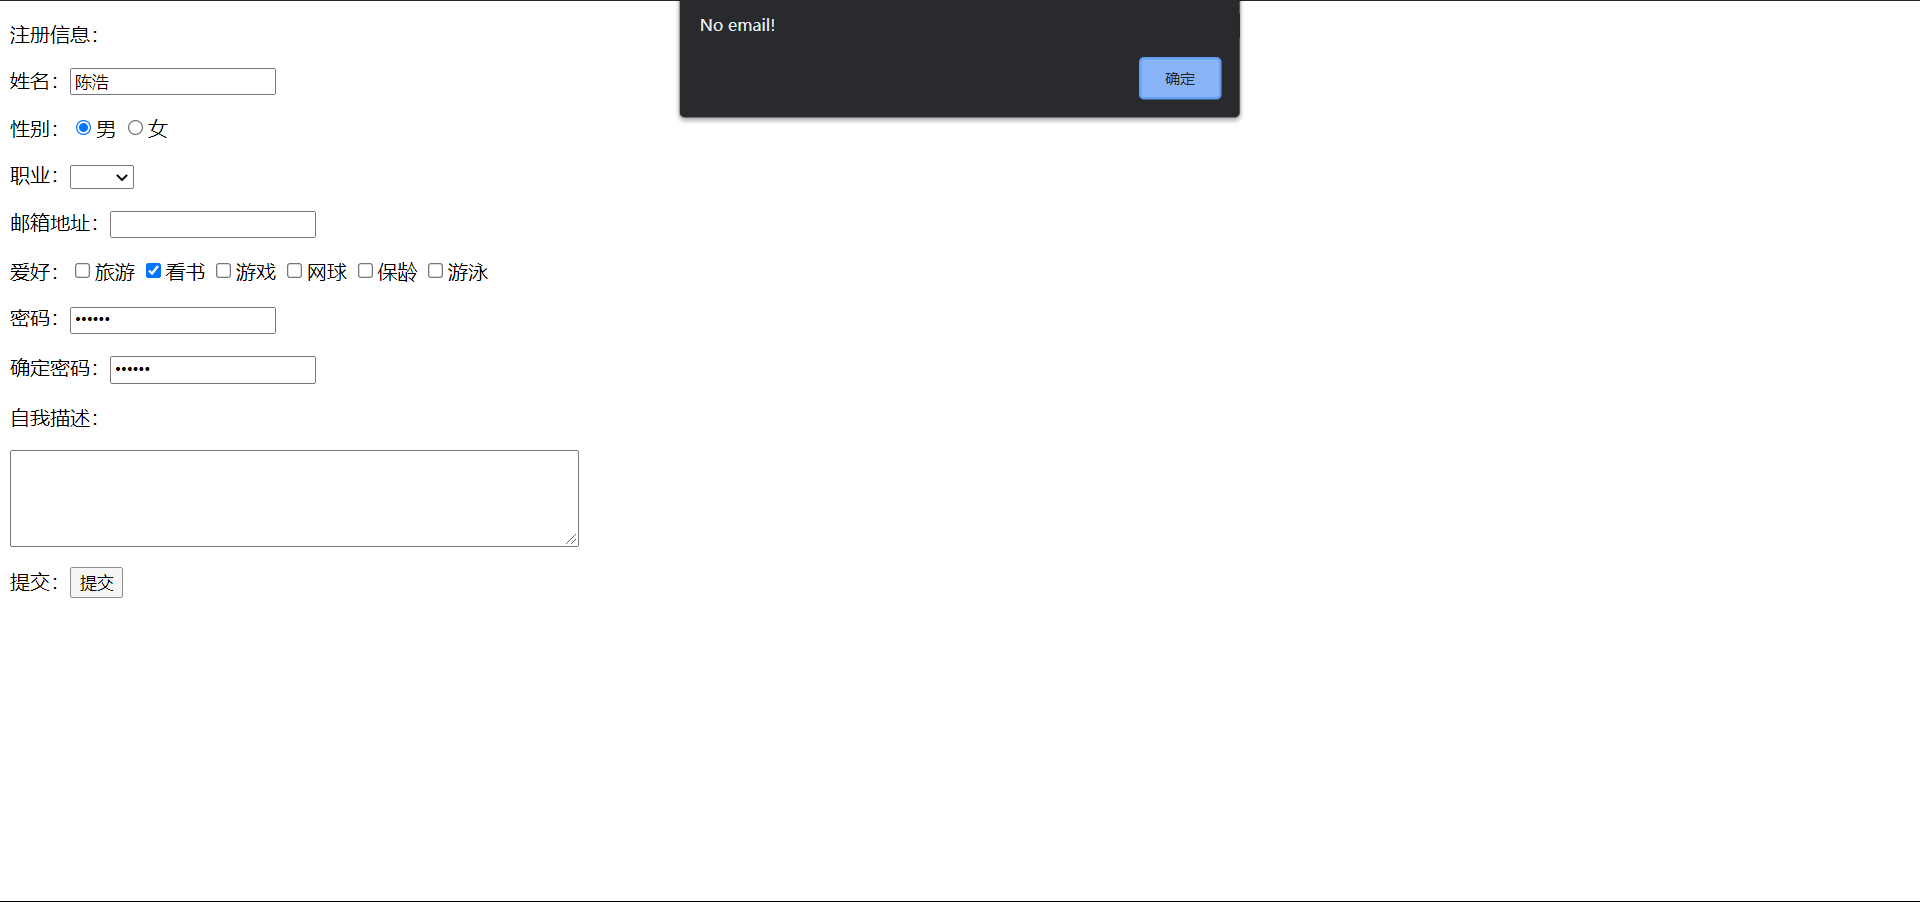 No email!
确定
注册信息：
姓名：陈浩
性别：男 女
职业：
邮箱地址：
爱好：旅游 看书 游戏 网球 保龄 游泳
密码：••••••
确定密码：••••••
自我描述：
提交：提交